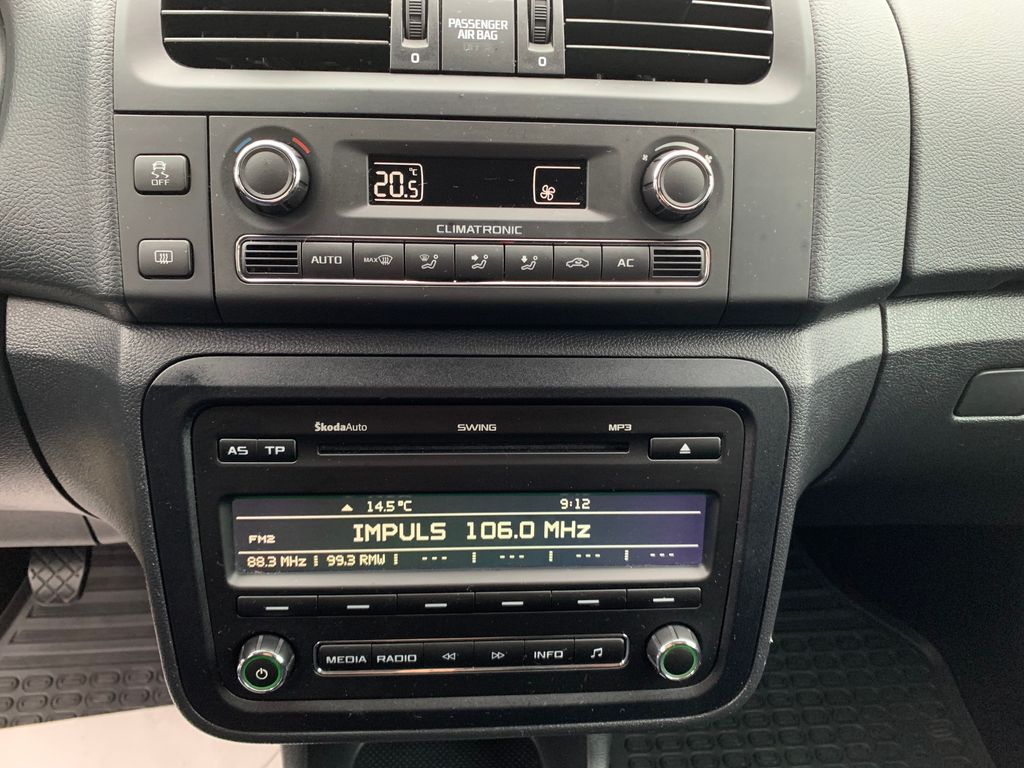 PASSENGER
AIR BAG
0
0
OFF
20.5 °C
CLIMATRONIC
AUTO MAX AC
ŠkodaAuto SWING MP3
AS TP
14.5°C 9:12
FM2 IMPULS 106.0 MHz
88.3 MHz 99.3 RMW --- --- --- ---
MEDIA RADIO INFO